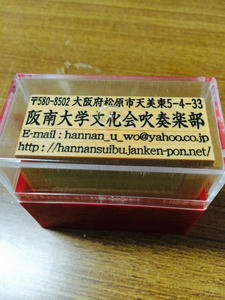 〒580-8502 大阪府松原市天美東5-4-33
阪南大学文化会吹奏楽部
E-mail : hannan_u_wo@yahoo.co.jp
http://hannansuibu.janken-pon.net/